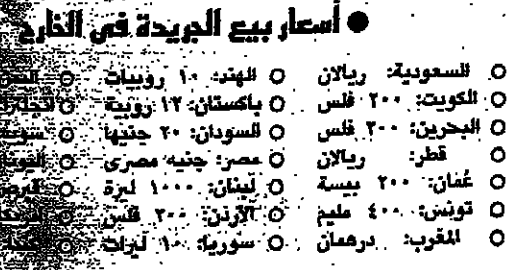 أسعار بيع الجريدة في الخارج
السعودية: ريالان
الكويت: ٢٠٠ فلس
البحرين: ٢٠٠ فلس
قطر: ريالان
عُمان: ٢٠٠ بيسة
تونس: ٤٠٠ مليم
المغرب: درهمان
الهند: ١٠ روبيات
باكستان: ١٢ روبية
السودان: ٢٠ جنيها
مصر: جنيه مصرى
لبنان: ١٠٠٠ ليرة
الأردن: ٢٠٠ فلس
سوريا: ١٠ ليرات